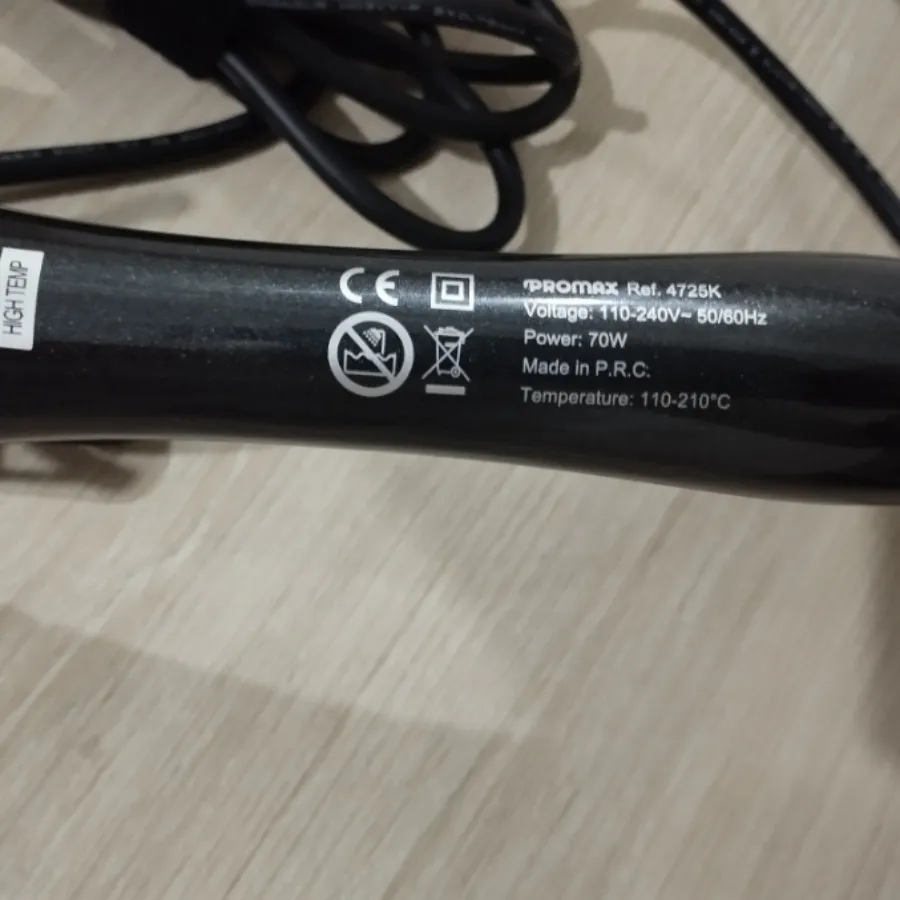 HIGH TEMP
CE
PROMAX Ref. 4725K
Voltage: 110-240V~ 50/60Hz
Power: 70W
Made in P.R.C.
Temperature: 110-210°C